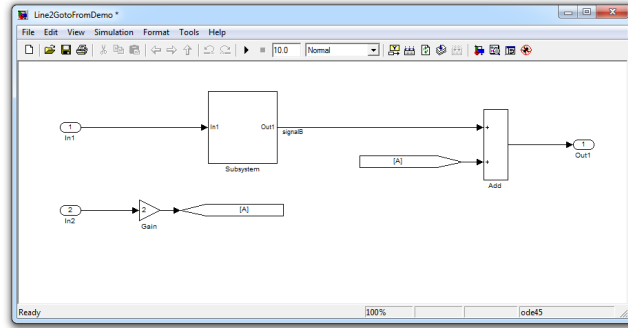 Line2GotoFromDemo *
File Edit View Simulation Format Tools Help
10.0 Normal
1
In1
In1 Out1
signalB
Subsystem
[A]
+
+
Add
1
Out1
2
In2
2
Gain
[A]
Ready 100% ode45